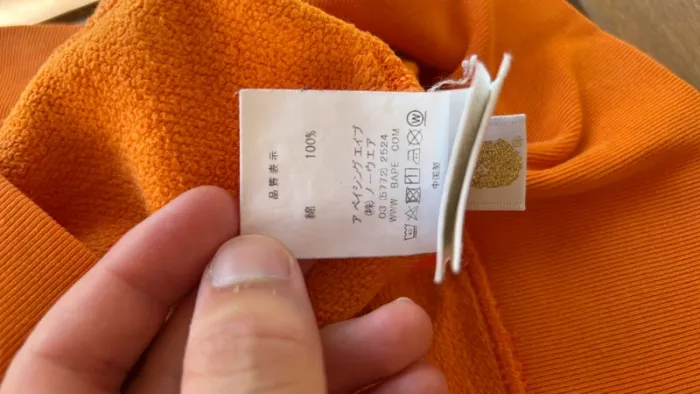 品質表示
綿 100%
ア ベイシング エイプ
(株) ノーウエア
03 (5772) 2524
WWW. BAPE. COM
中国製